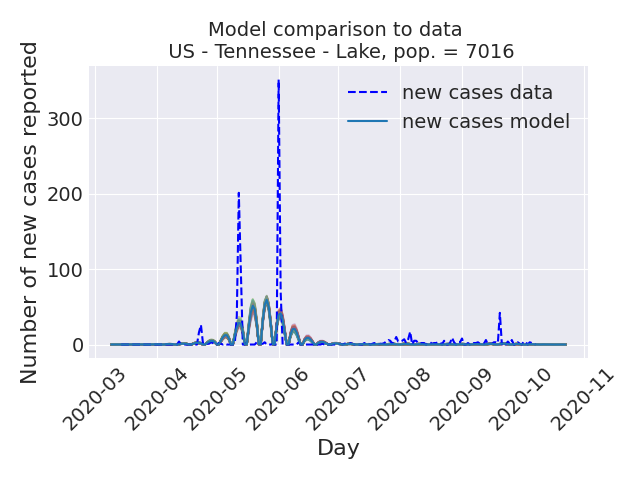 Model comparison to data
US - Tennessee - Lake, pop. = 7016
Number of new cases reported
300
200
100
0
new cases data
new cases model
2020-03
2020-04
2020-05
2020-06
2020-07
2020-08
2020-09
2020-10
2020-11
Day